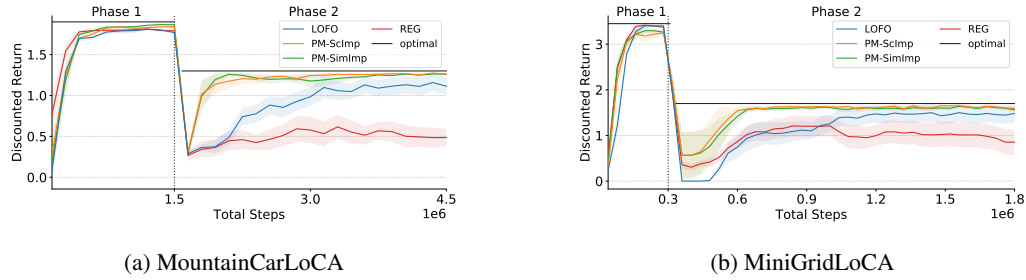 Phase 1
Phase 2
LOFO
PM-ScImp
PM-SimImp
REG
optimal
Discounted Return
0.0
0.5
1.0
1.5
1.5
3.0
4.5
1e6
Total Steps
(a) MountainCarLoCA
Phase 1
Phase 2
LOFO
PM-ScImp
PM-SimImp
REG
optimal
Discounted Return
0
1
2
3
0.3
0.6
0.9
1.2
1.5
1.8
1e6
Total Steps
(b) MiniGridLoCA